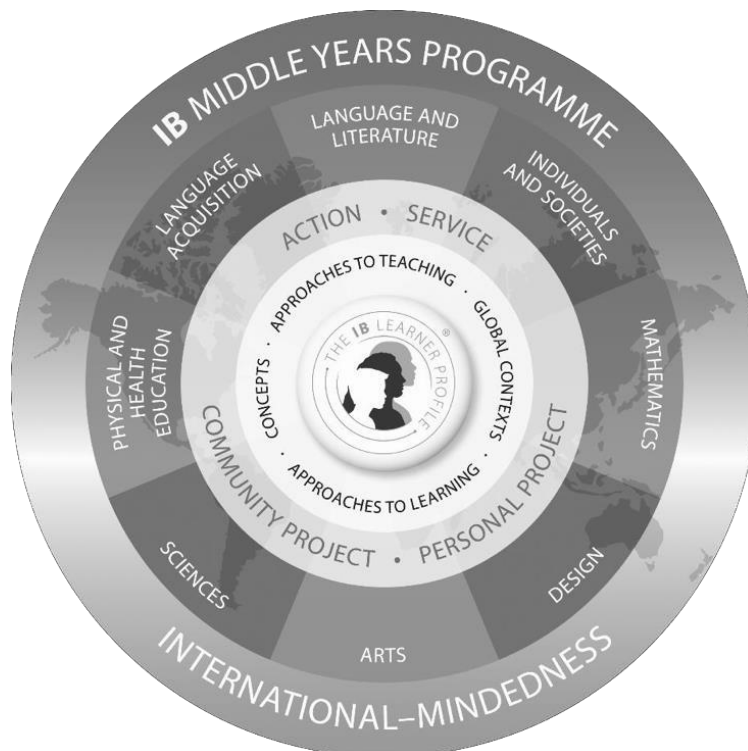 IB MIDDLE YEARS PROGRAMME
LANGUAGE AND
LITERATURE
INDIVIDUALS
AND SOCIETIES
MATHEMATICS
DESIGN
ARTS
SCIENCES
PHYSICAL AND
HEALTH
EDUCATION
LANGUAGE
ACQUISITION
ACTION • SERVICE
COMMUNITY PROJECT • PERSONAL PROJECT
APPROACHES TO TEACHING · GLOBAL CONTEXTS
· APPROACHES TO LEARNING ·
CONCEPTS ·
THE IB LEARNER PROFILE ®
INTERNATIONAL–MINDEDNESS